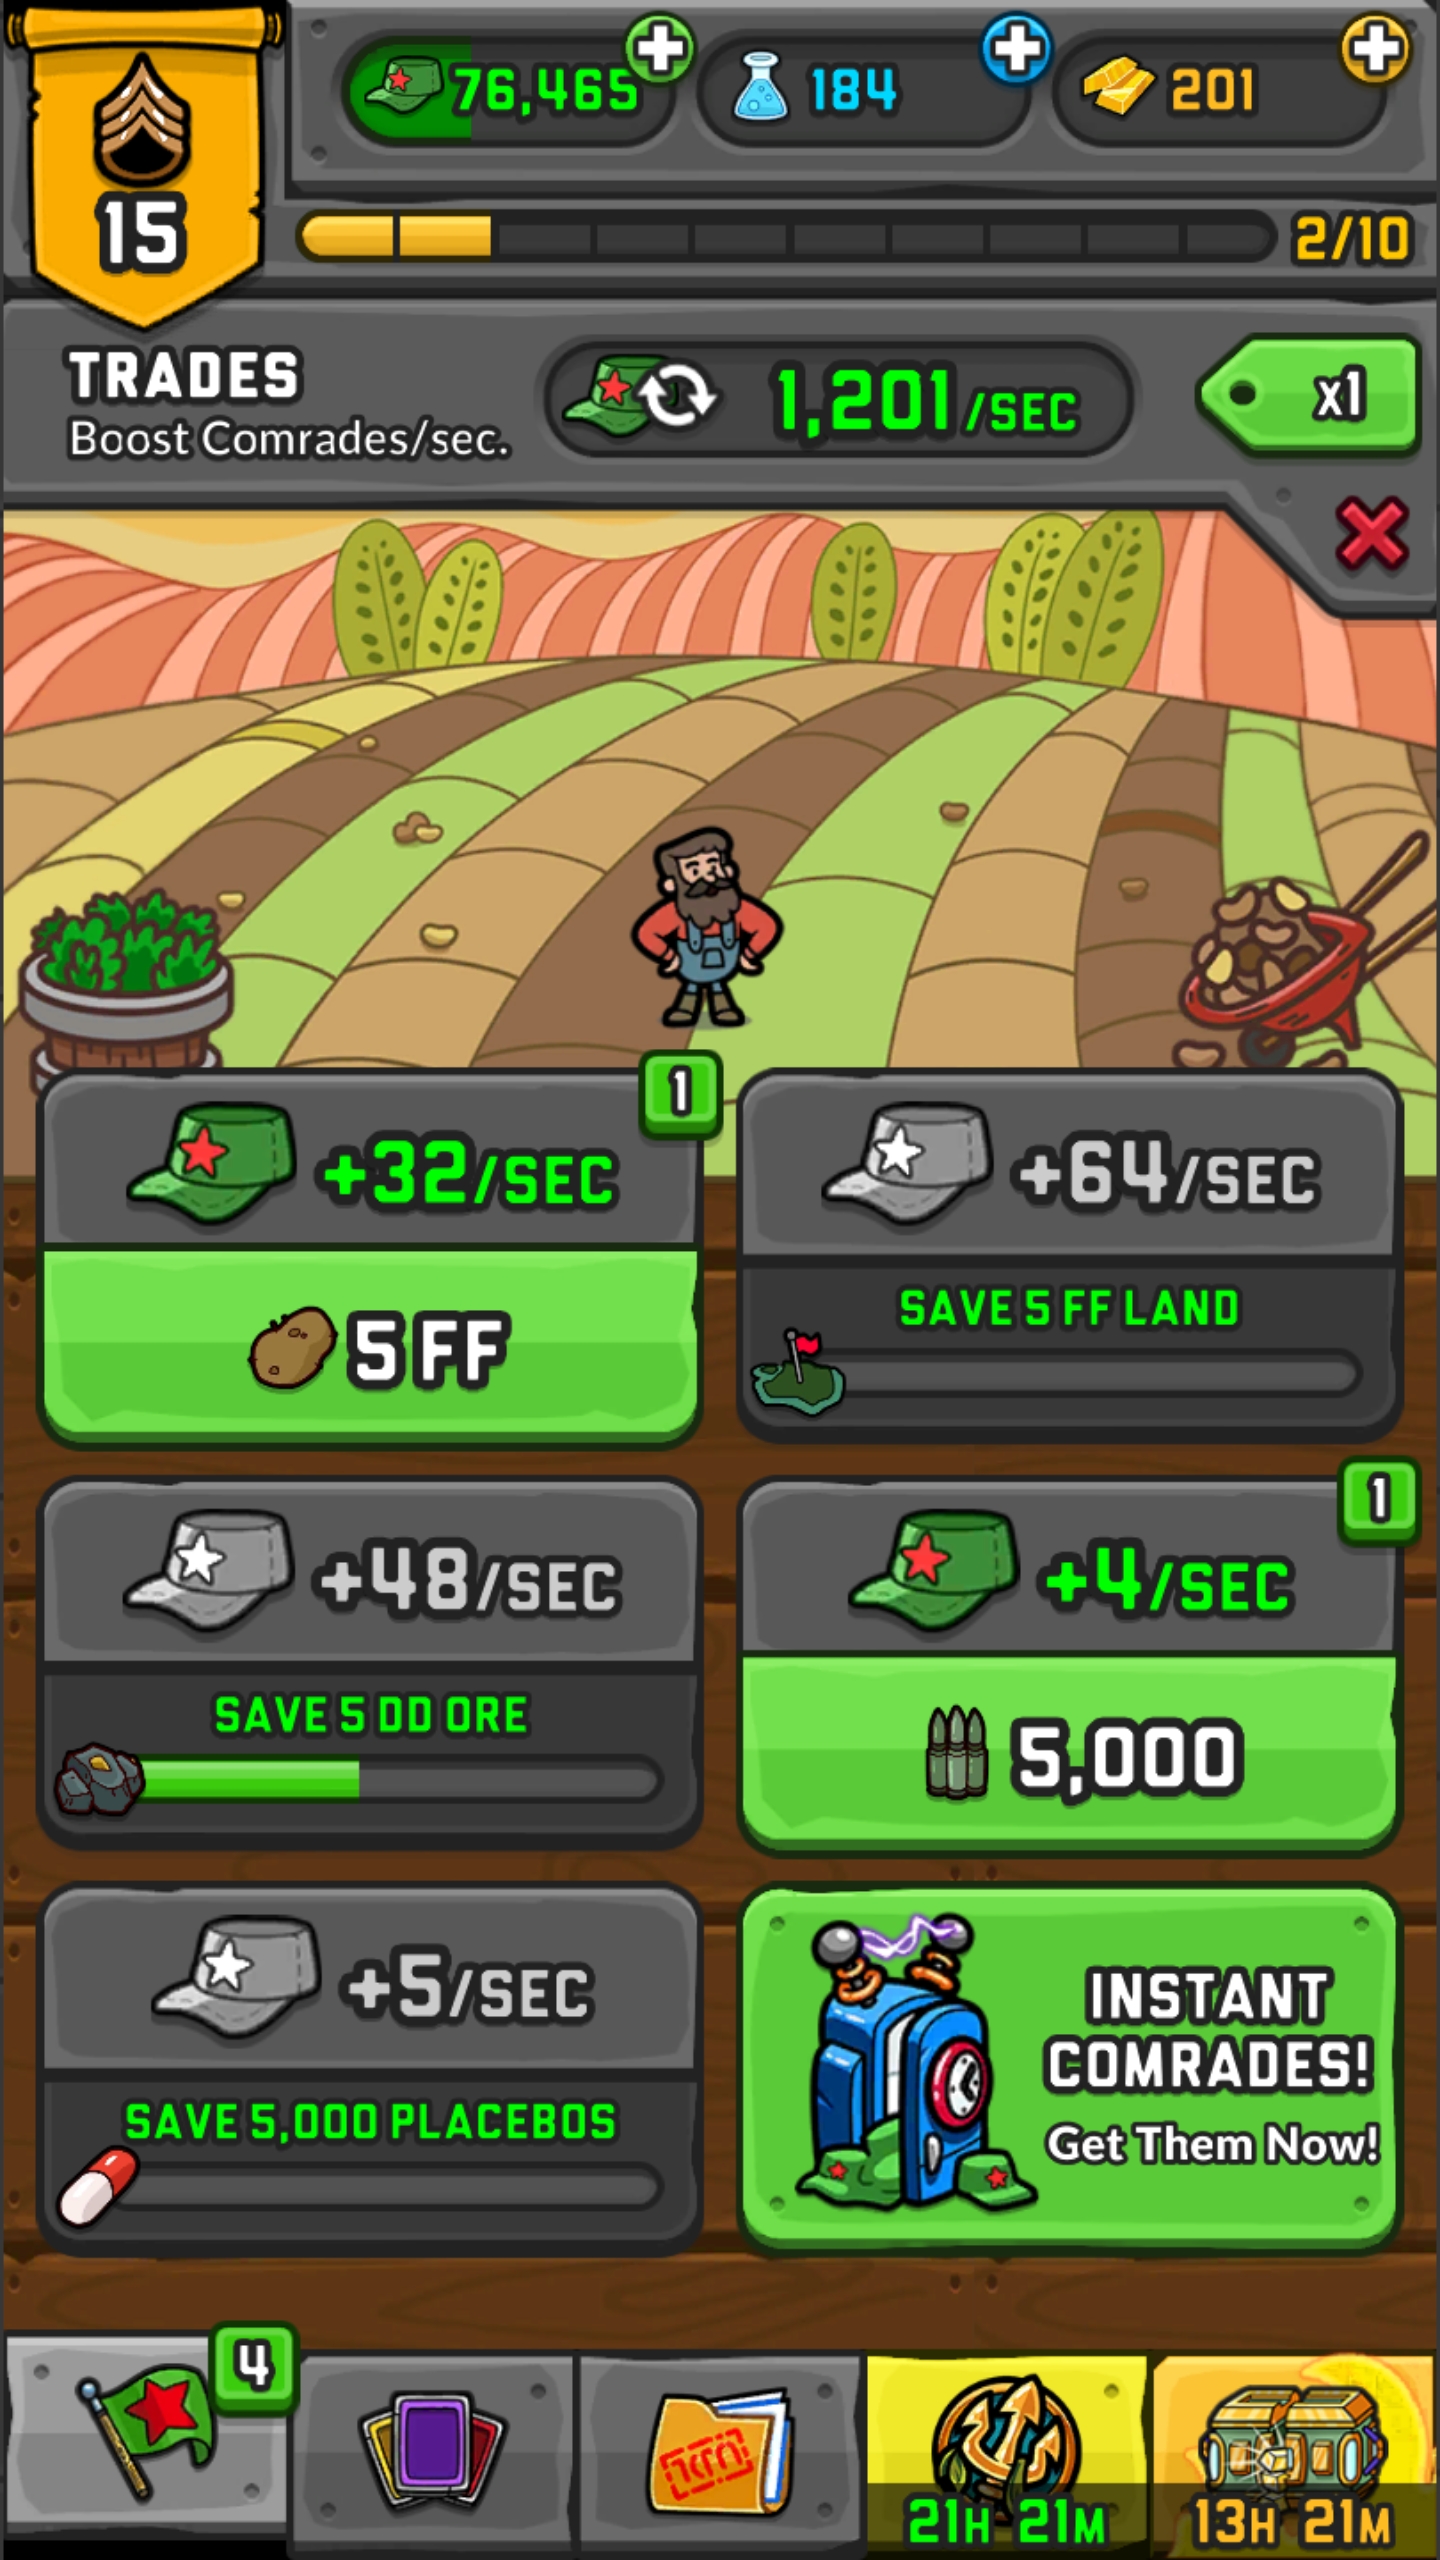 76,465
184
201
15
2/10
TRADES
Boost Comrades/sec.
1,201/SEC
x1
1
+32/SEC
5 FF
+64/SEC
SAVE 5 FF LAND
+48/SEC
SAVE 5 DD ORE
1
+4/SEC
5,000
+5/SEC
SAVE 5,000 PLACEBOS
INSTANT
COMRADES!
Get Them Now!
4
21H 21M
13H 21M